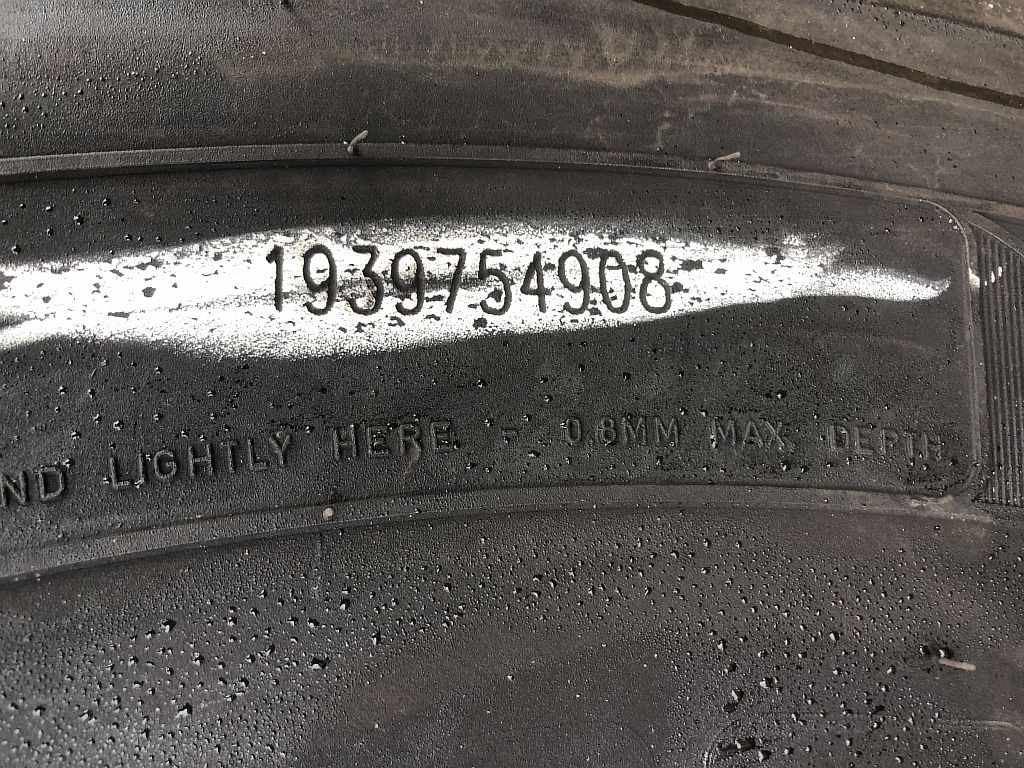 1939754908
ND LIGHTLY HERE - 0.8MM MAX. DEPTH